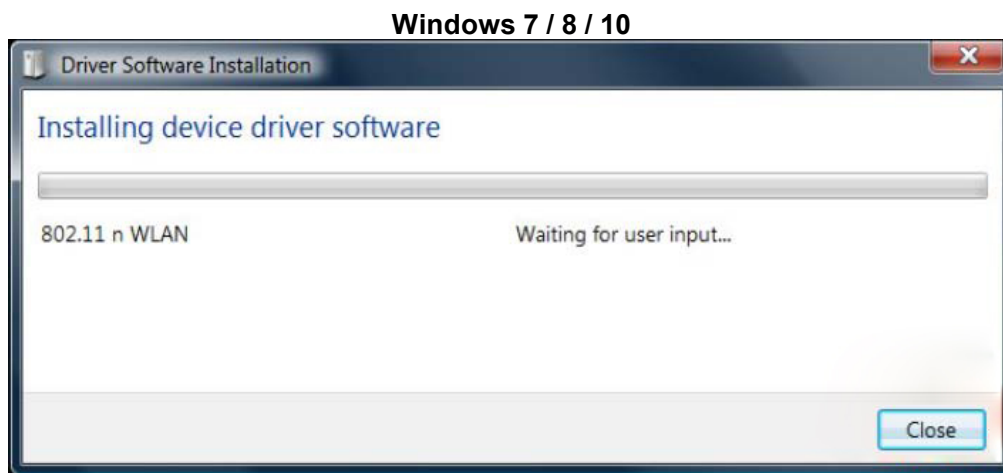 Windows 7 / 8 / 10
Driver Software Installation
Installing device driver software
802.11 n WLAN Waiting for user input...
Close